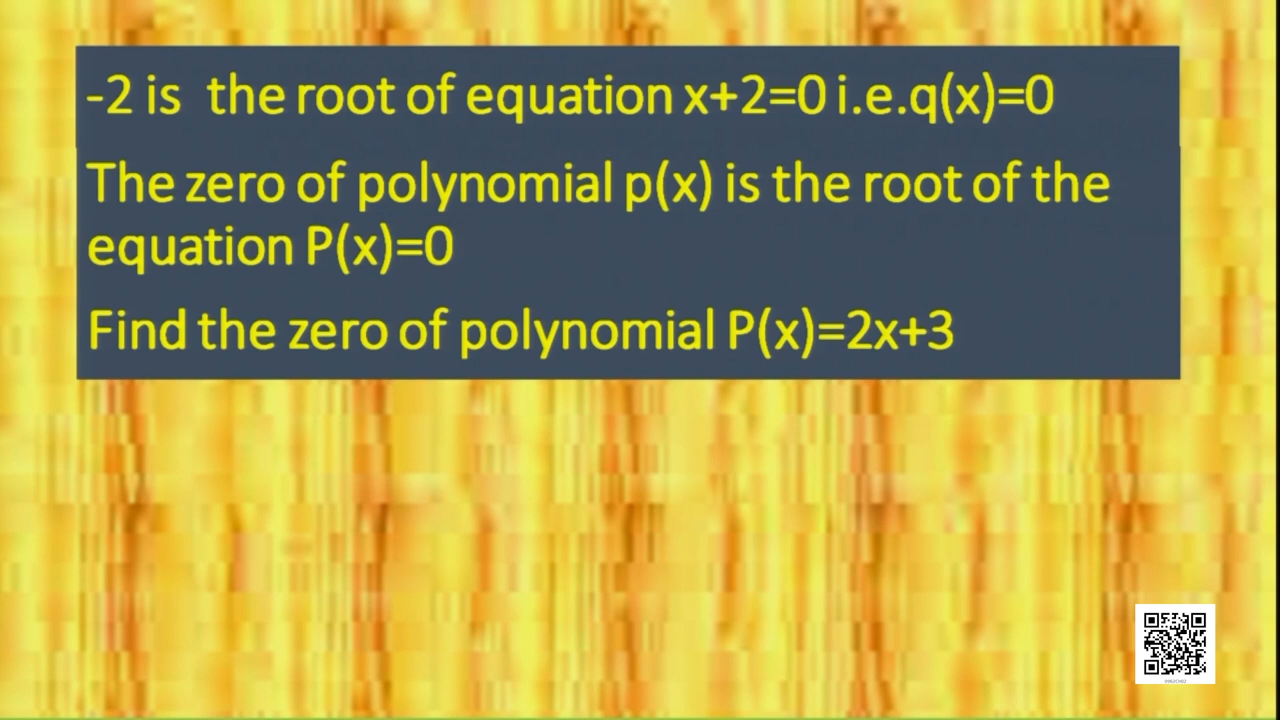 -2 is the root of equation x+2=0 i.e.q(x)=0
The zero of polynomial p(x) is the root of the
equation P(x)=0
Find the zero of polynomial P(x)=2x+3